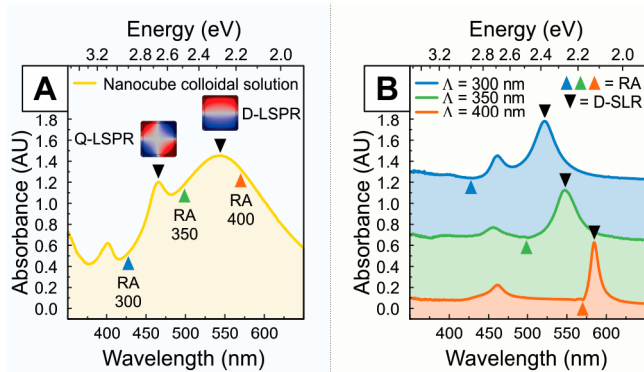 Energy (eV)
3.2 3.0 2.8 2.6 2.4 2.2 2.0
A
Nanocube colloidal solution
Q-LSPR
D-LSPR
RA
300
RA
350
RA
400
Absorbance (AU)
1.8
1.6
1.4
1.2
1.0
0.8
0.6
0.4
0.2
0.0
400 450 500 550 600
Wavelength (nm)
Energy (eV)
3.2 3.0 2.8 2.6 2.4 2.2 2.0
B
Λ = 300 nm
Λ = 350 nm
Λ = 400 nm
= RA
= D-SLR
Absorbance (AU)
1.8
1.6
1.4
1.2
1.0
0.8
0.6
0.4
0.2
0.0
400 450 500 550 600
Wavelength (nm)